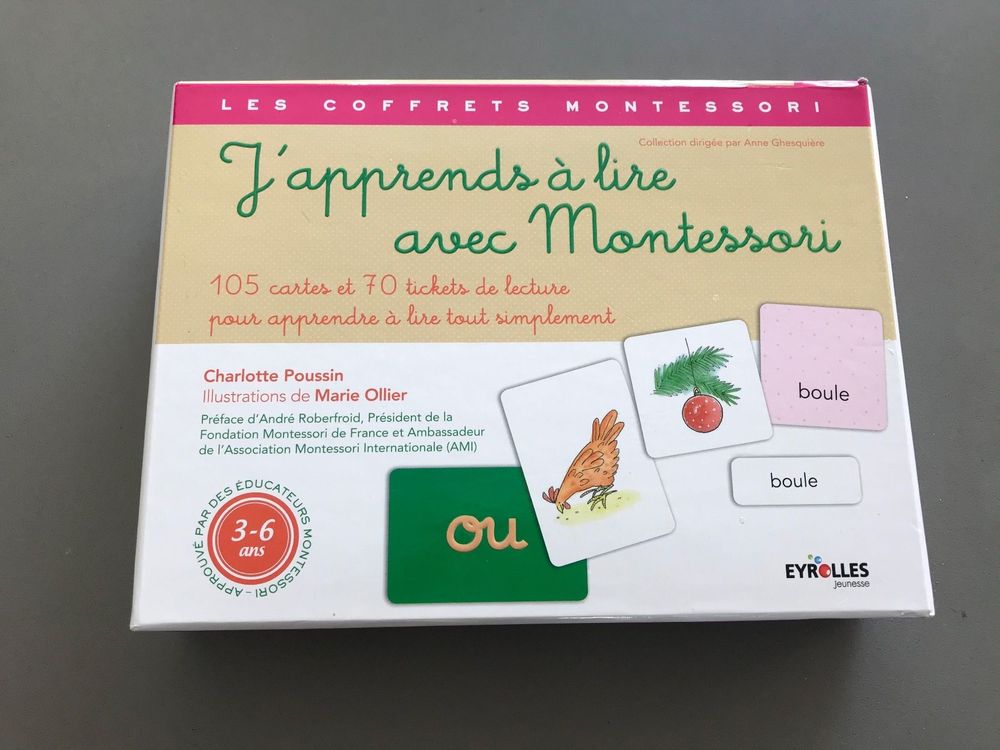 LES COFFRETS MONTESSORI
Collection dirigée par Anne Ghesquière
J'apprends à lire
avec Montessori
105 cartes et 70 tickets de lecture
pour apprendre à lire tout simplement
Charlotte Poussin
Illustrations de Marie Ollier
Préface d'André Roberfroid, Président de la
Fondation Montessori de France et Ambassadeur
de l'Association Montessori Internationale (AMI)
APPROUVÉ PAR DES ÉDUCATEURS MONTESSORI -
3-6
ans
ou
boule
boule
EYROLLES
jeunesse